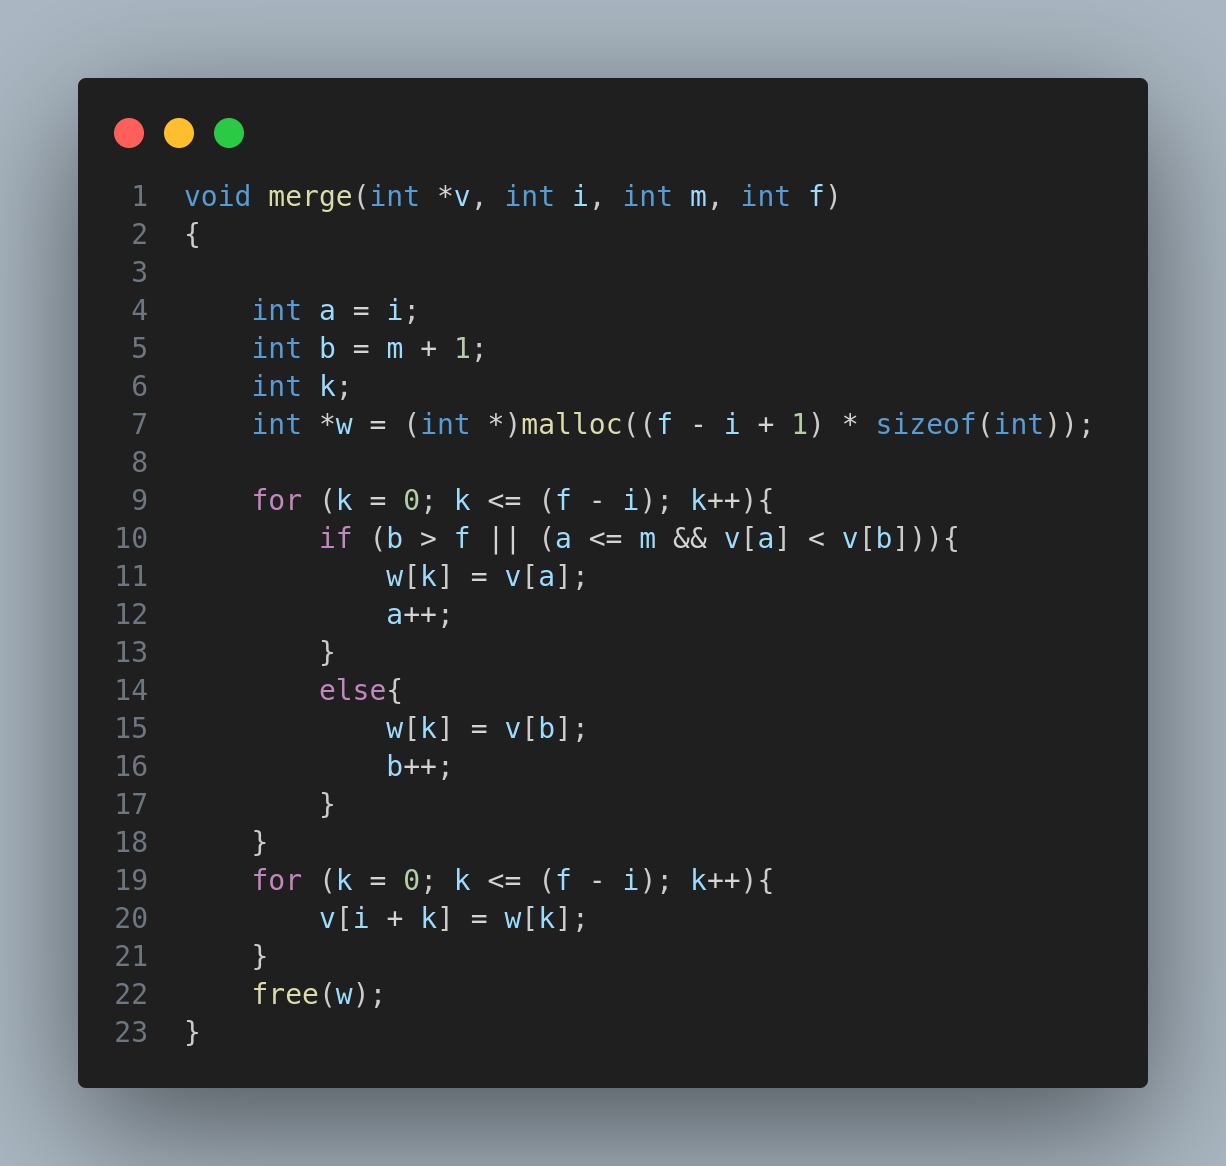 1 void merge(int *v, int i, int m, int f)
2 {
3
4     int a = i;
5     int b = m + 1;
6     int k;
7     int *w = (int *)malloc((f - i + 1) * sizeof(int));
8
9     for (k = 0; k <= (f - i); k++){
10         if (b > f || (a <= m && v[a] < v[b])){
11             w[k] = v[a];
12             a++;
13         }
14         else{
15             w[k] = v[b];
16             b++;
17         }
18     }
19     for (k = 0; k <= (f - i); k++){
20         v[i + k] = w[k];
21     }
22     free(w);
23 }